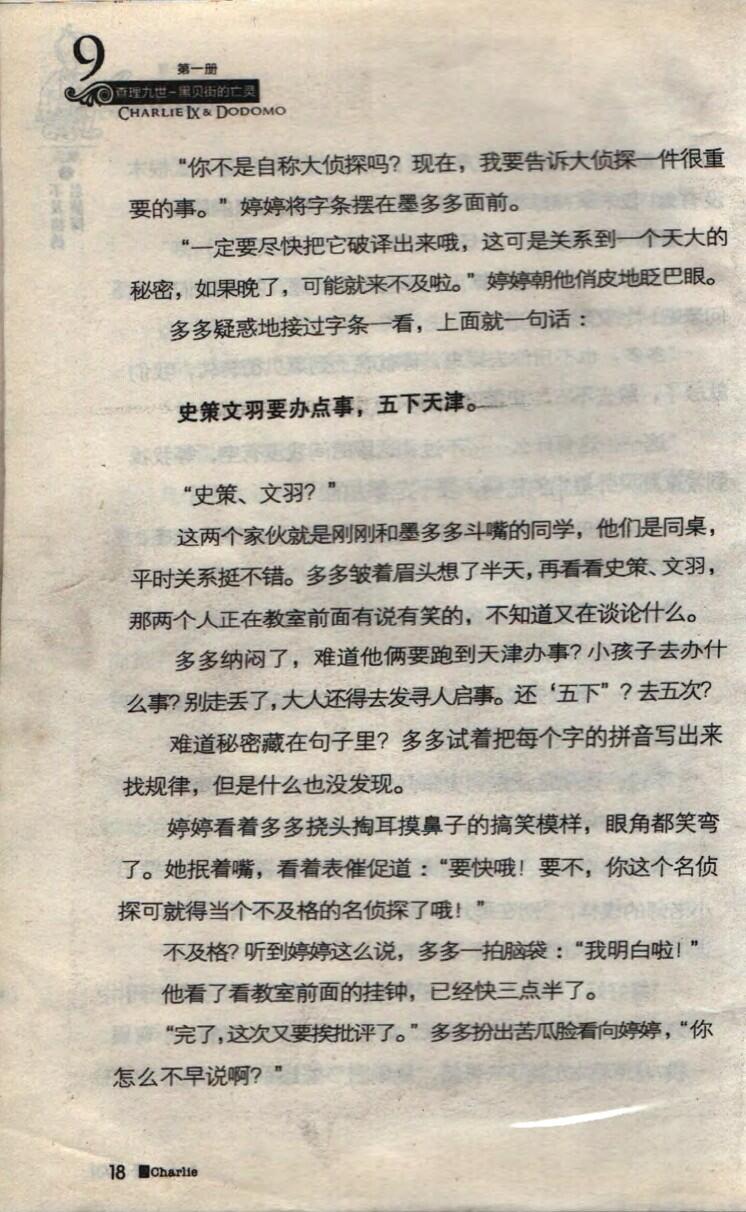 9
第一册
查理九世-黑贝街的亡灵
CHARLIE IX & DODOMO
“你不是自称大侦探吗？现在，我要告诉大侦探一件很重
要的事。”婷婷将字条摆在墨多多面前。
“一定要尽快把它破译出来哦，这可是关系到一个天大的
秘密，如果晚了，可能就来不及啦。”婷婷朝他俏皮地眨巴眼。
多多疑惑地接过字条一看，上面就一句话：
史策文羽要办点事，五下天津。
“史策、文羽？”
这两个家伙就是刚刚和墨多多斗嘴的同学，他们是同桌，
平时关系挺不错。多多皱着眉头想了半天，再看看史策、文羽，
那两个人正在教室前面有说有笑的，不知道又在谈论什么。
多多纳闷了，难道他俩要跑到天津办事？小孩子去办什
么事？别走丢了，大人还得去发寻人启事。还‘五下”？去五次？
难道秘密藏在句子里？多多试着把每个字的拼音写出来
找规律，但是什么也没发现。
婷婷看着多多挠头掏耳摸鼻子的搞笑模样，眼角都笑弯
了。她抿着嘴，看着表催促道：“要快哦！要不，你这个名侦
探可就得当个不及格的名侦探了哦！”
不及格？听到婷婷这么说，多多一拍脑袋：“我明白啦！”
他看了看教室前面的挂钟，已经快三点半了。
“完了，这次又要挨批评了。”多多扮出苦瓜脸看向婷婷，“你
怎么不早说啊？”
18 Charlie